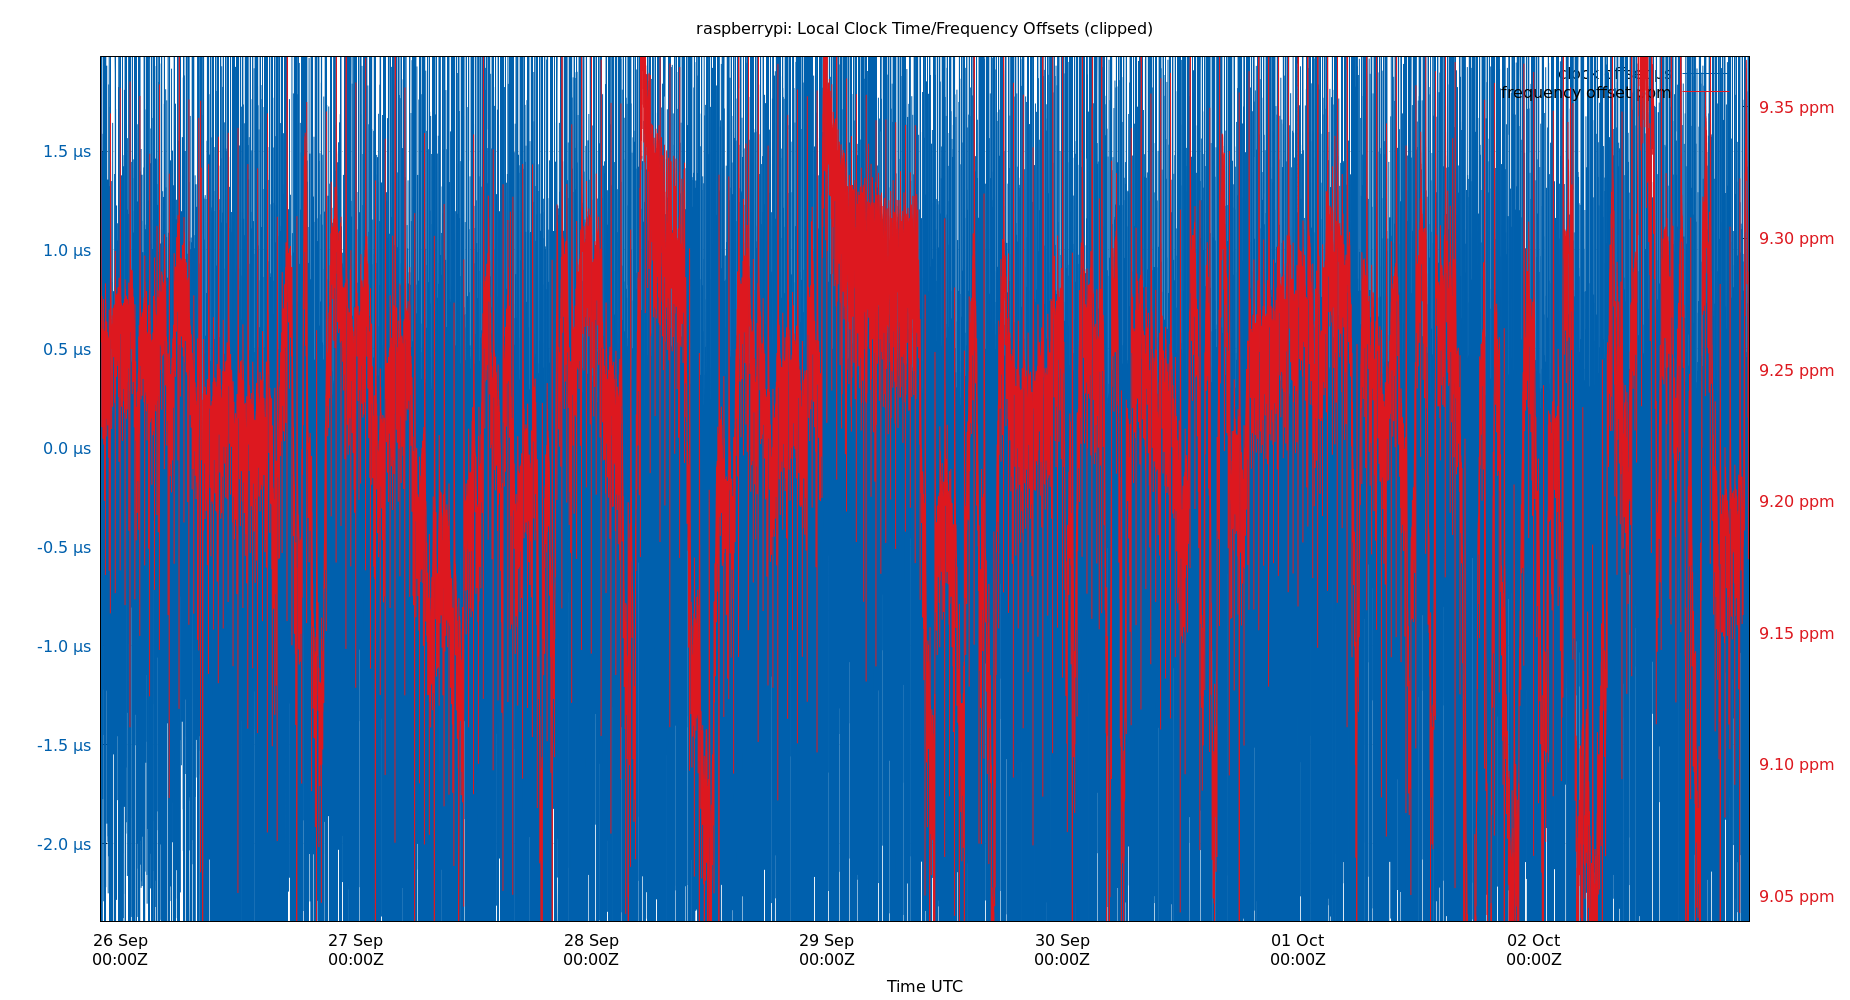 raspberrypi: Local Clock Time/Frequency Offsets (clipped)
clock offset µs
frequency offset ppm
1.5 µs
1.0 µs
0.5 µs
0.0 µs
-0.5 µs
-1.0 µs
-1.5 µs
-2.0 µs
9.35 ppm
9.30 ppm
9.25 ppm
9.20 ppm
9.15 ppm
9.10 ppm
9.05 ppm
26 Sep 27 Sep 28 Sep 29 Sep 30 Sep 01 Oct 02 Oct
00:00Z 00:00Z 00:00Z 00:00Z 00:00Z 00:00Z 00:00Z
Time UTC